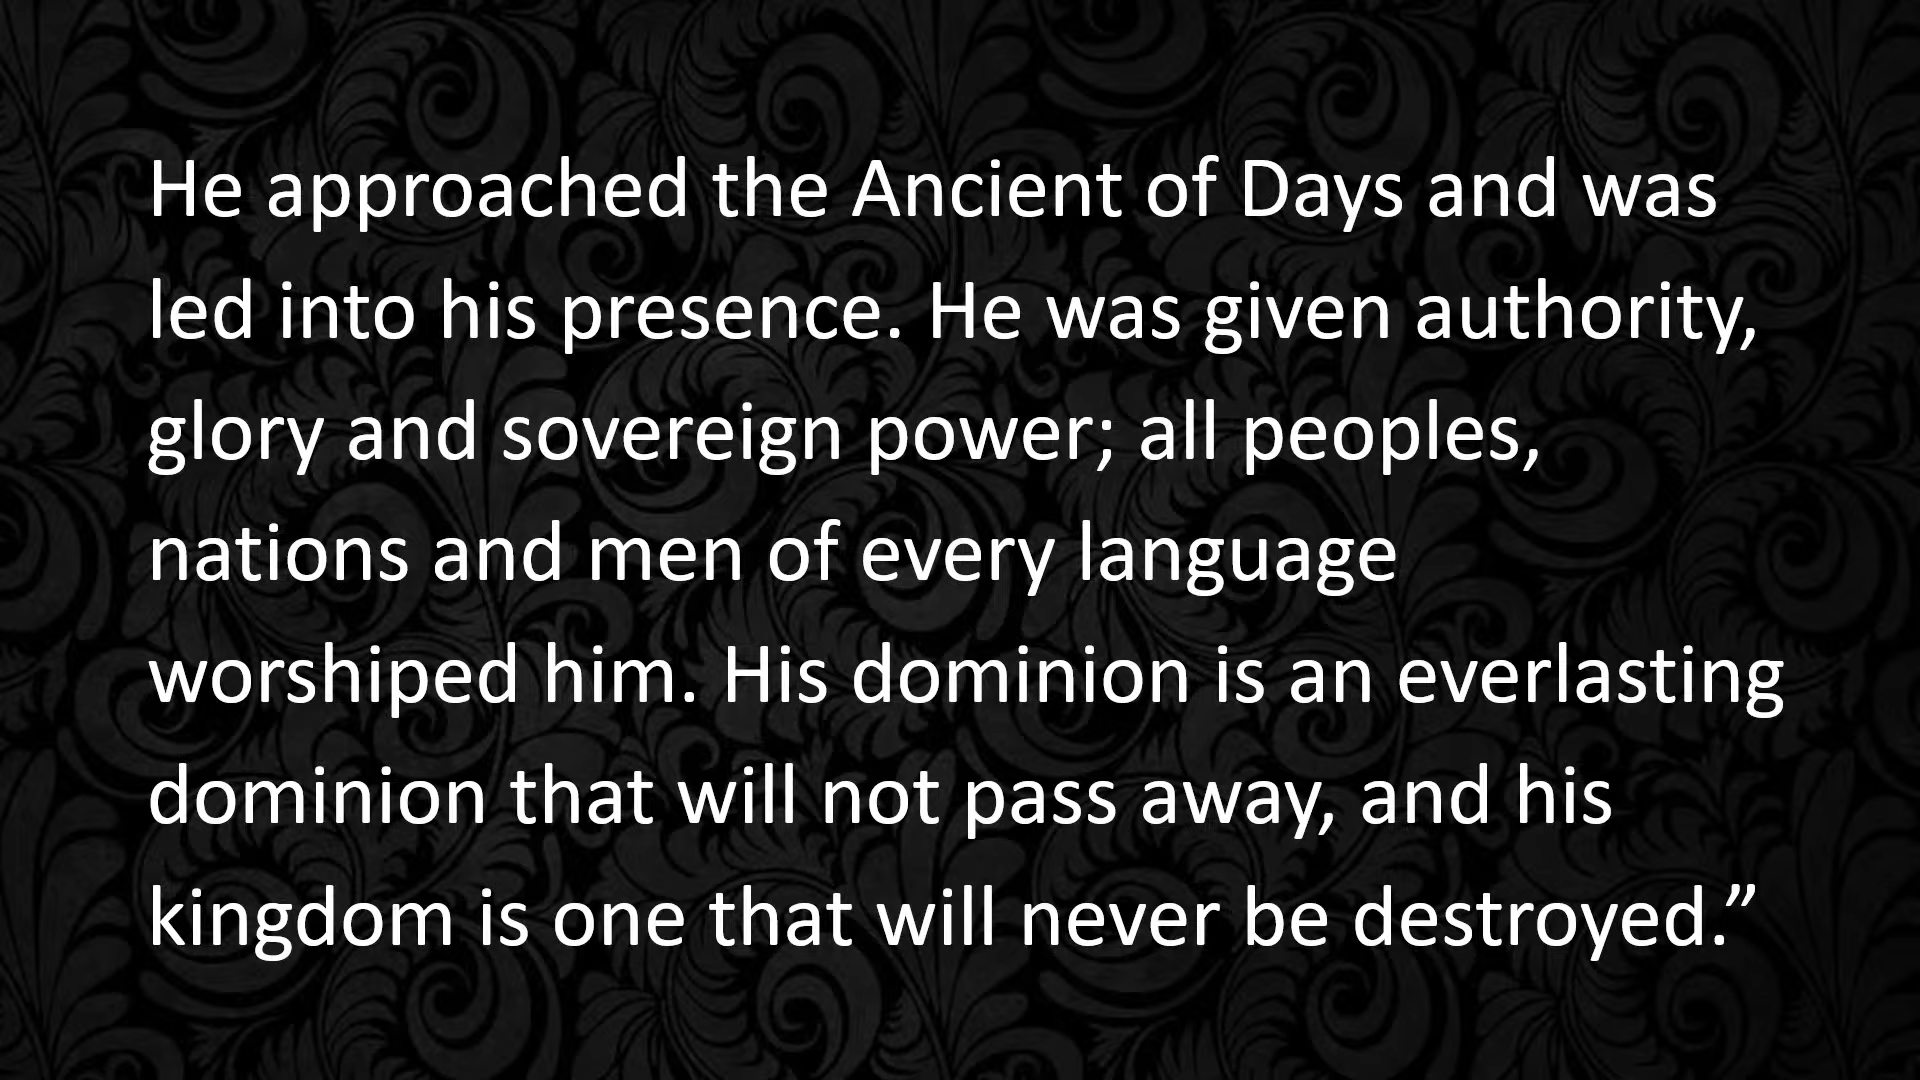 He approached the Ancient of Days and was
led into his presence. He was given authority,
glory and sovereign power; all peoples,
nations and men of every language
worshiped him. His dominion is an everlasting
dominion that will not pass away, and his
kingdom is one that will never be destroyed.”